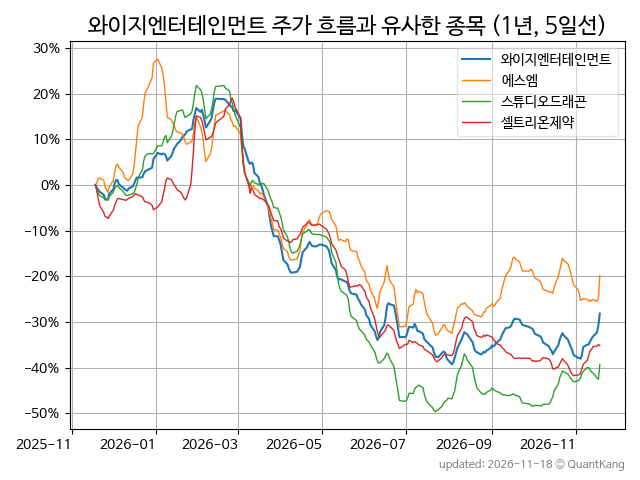 와이지엔터테인먼트 주가 흐름과 유사한 종목 (1년, 5일선)
와이지엔터테인먼트
에스엠
스튜디오드래곤
셀트리온제약
30%
20%
10%
0%
−10%
−20%
−30%
−40%
−50%
2025-11 2026-01 2026-03 2026-05 2026-07 2026-09 2026-11
updated: 2026-11-18 © QuantKang